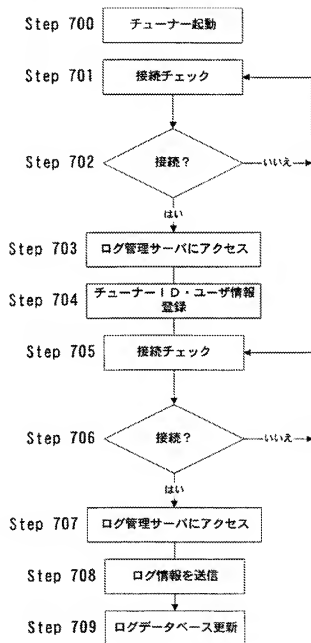 Step 700 チューナー起動
Step 701 接続チェック
Step 702 接続? いいえ
はい
Step 703 ログ管理サーバにアクセス
Step 704 チューナーID・ユーザ情報
登録
Step 705 接続チェック
Step 706 接続? いいえ
はい
Step 707 ログ管理サーバにアクセス
Step 708 ログ情報を送信
Step 709 ログデータベース更新